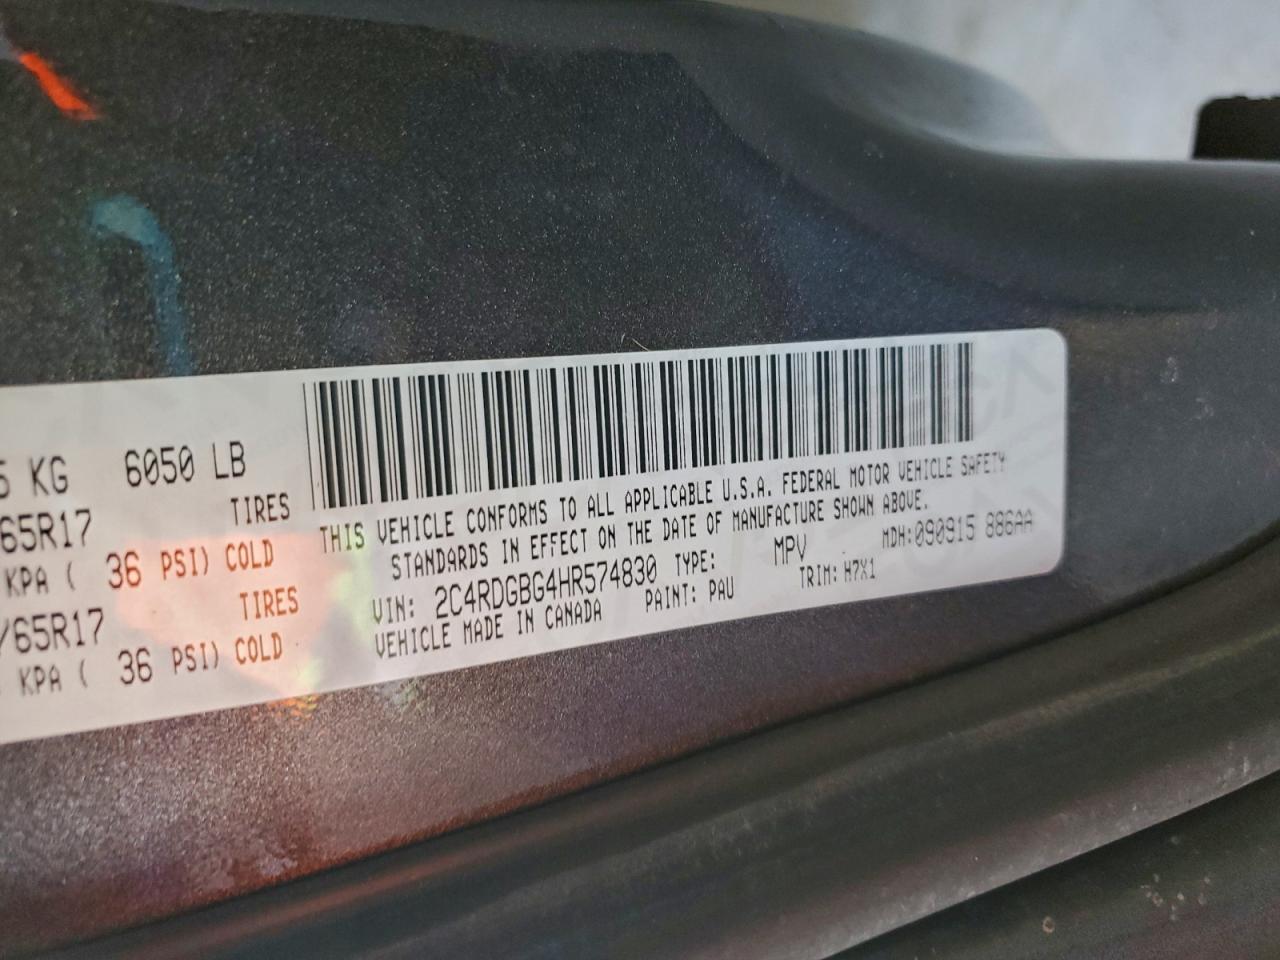 5 KG 6050 LB
TIRES
65R17
KPA ( 36 PSI) COLD
TIRES
/65R17
KPA ( 36 PSI) COLD
THIS VEHICLE CONFORMS TO ALL APPLICABLE U.S.A. FEDERAL MOTOR VEHICLE SAFETY
STANDARDS IN EFFECT ON THE DATE OF MANUFACTURE SHOWN ABOVE.
VIN: 2C4RDGBG4HR574830 TYPE: MPV MDH:090915 886AA
VEHICLE MADE IN CANADA PAINT: PAU TRIM: H7X1